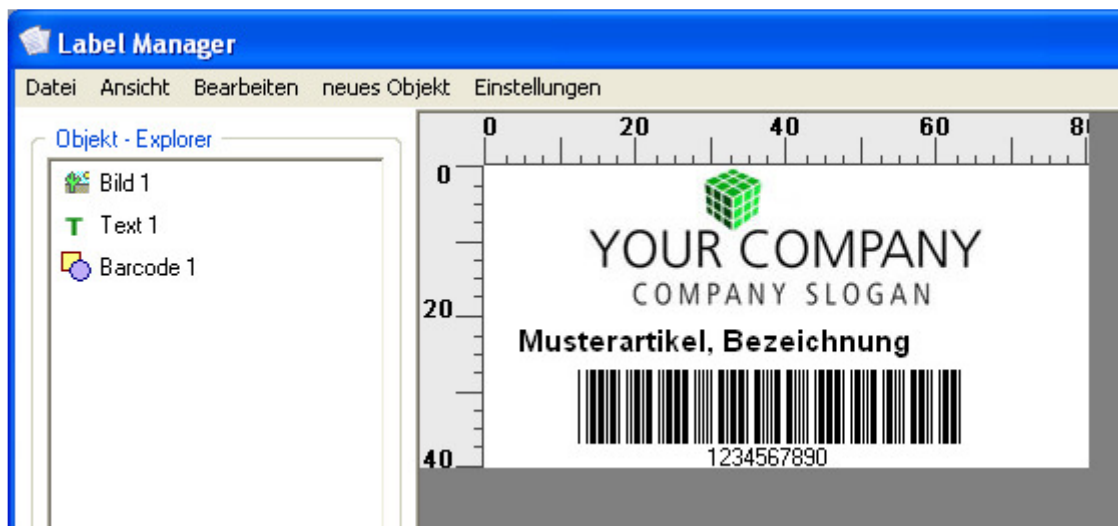 Label Manager
Datei Ansicht Bearbeiten neues Objekt Einstellungen
Objekt - Explorer
Bild 1
Text 1
Barcode 1
0 20 40 60 80
0
20
40
YOUR COMPANY
COMPANY SLOGAN
Musterartikel, Bezeichnung
1234567890